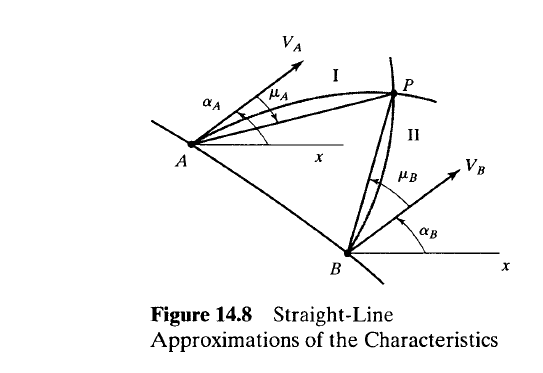 V_A
I
P
α_A
μ_A
II
A
x
V_B
μ_B
α_B
B
x
Figure 14.8 Straight-Line
Approximations of the Characteristics